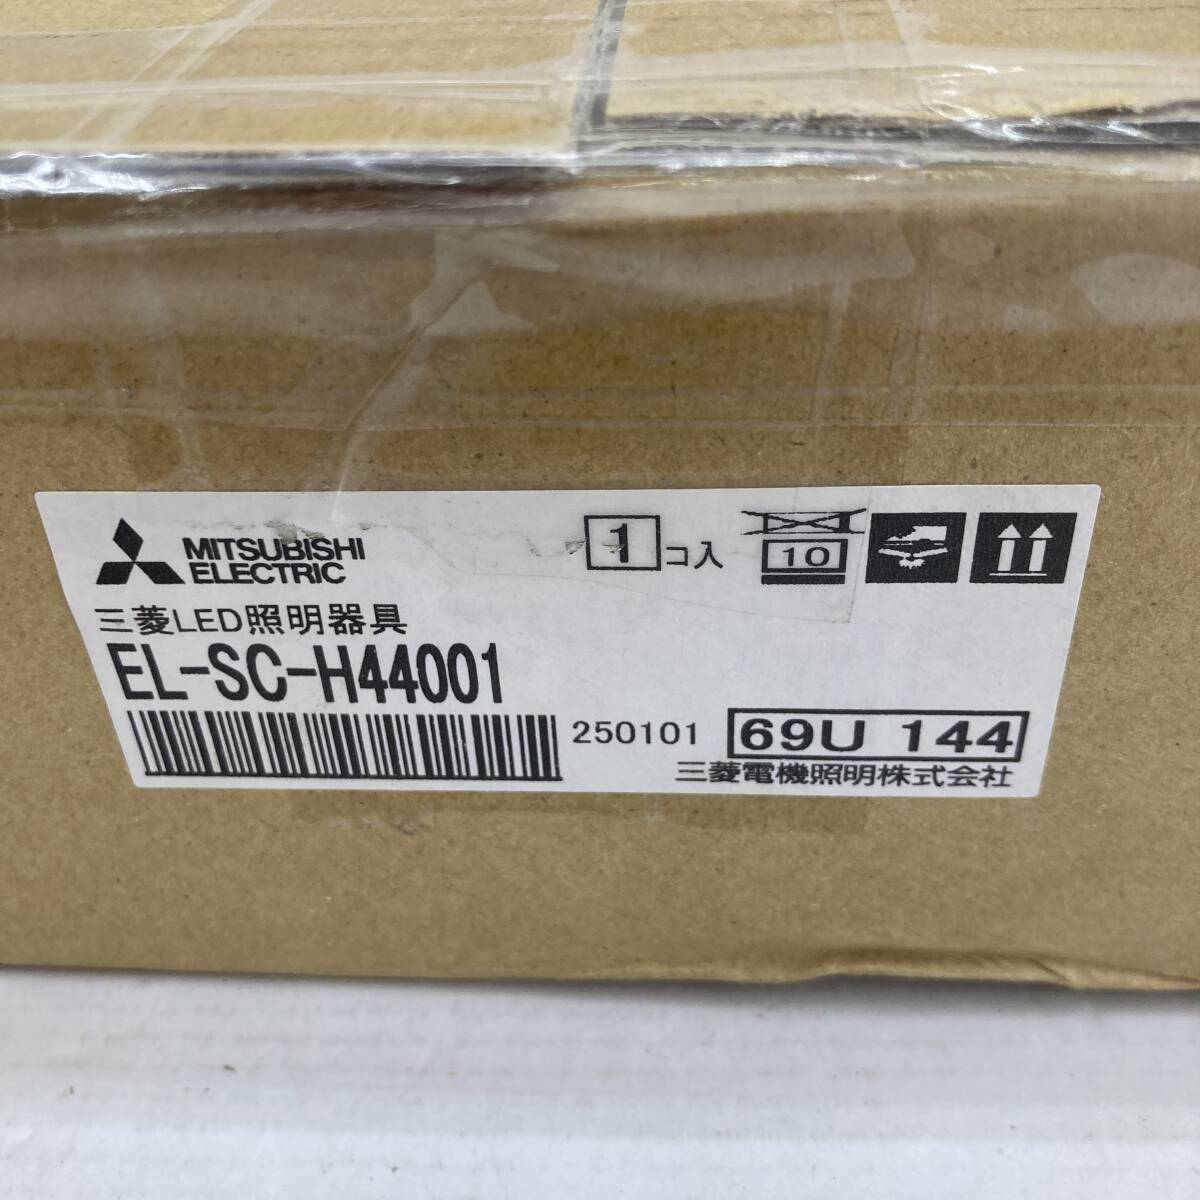 MITSUBISHI
ELECTRIC
1コ入
10
三菱LED照明器具
EL-SC-H44001
250101
69U 144
三菱電機照明株式会社